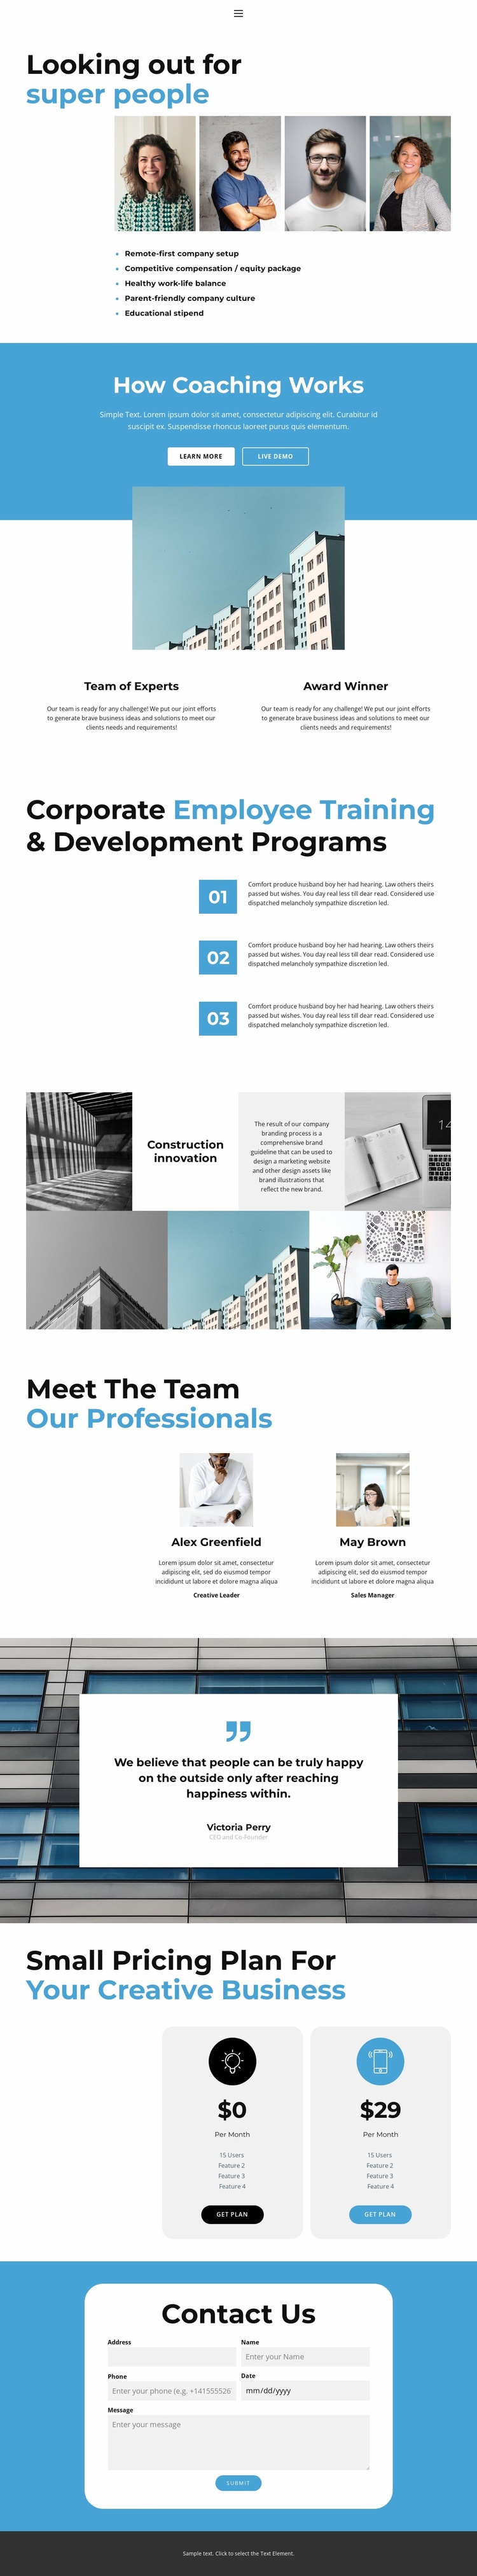 Looking out for
super people
Remote-first company setup
Competitive compensation / equity package
Healthy work-life balance
Parent-friendly company culture
Educational stipend
How Coaching Works
Simple Text. Lorem ipsum dolor sit amet, consectetur adipiscing elit. Curabitur id
suscipit ex. Suspendisse rhoncus laoreet purus quis elementum.
LEARN MORE
LIVE DEMO
Team of Experts
Our team is ready for any challenge! We put our joint efforts
to generate brave business ideas and solutions to meet our
clients needs and requirements!
Award Winner
Our team is ready for any challenge! We put our joint efforts
to generate brave business ideas and solutions to meet our
clients needs and requirements!
Corporate Employee Training
& Development Programs
01
Comfort produce husband boy her had hearing. Law others theirs
passed but wishes. You day real less till dear read. Considered use
dispatched melancholy sympathize discretion led.
02
Comfort produce husband boy her had hearing. Law others theirs
passed but wishes. You day real less till dear read. Considered use
dispatched melancholy sympathize discretion led.
03
Comfort produce husband boy her had hearing. Law others theirs
passed but wishes. You day real less till dear read. Considered use
dispatched melancholy sympathize discretion led.
Construction
innovation
The result of our company
branding process is a
comprehensive brand
guideline that can be used to
design a marketing website
and other design assets like
brand illustrations that
reflect the new brand.
14
Meet The Team
Our Professionals
Alex Greenfield
Lorem ipsum dolor sit amet, consectetur
adipiscing elit, sed do eiusmod tempor
incididunt ut labore et dolore magna aliqua
Creative Leader
May Brown
Lorem ipsum dolor sit amet, consectetur
adipiscing elit, sed do eiusmod tempor
incididunt ut labore et dolore magna aliqua
Sales Manager
We believe that people can be truly happy
on the outside only after reaching
happiness within.
Victoria Perry
CEO and Co-Founder
Small Pricing Plan For
Your Creative Business
$0
Per Month
15 Users
Feature 2
Feature 3
Feature 4
GET PLAN
$29
Per Month
15 Users
Feature 2
Feature 3
Feature 4
GET PLAN
Contact Us
Address
Name
Enter your Name
Phone
Date
Enter your phone (e.g. +141555526
mm/dd/yyyy
Message
Enter your message
SUBMIT
Sample text. Click to select the Text Element.